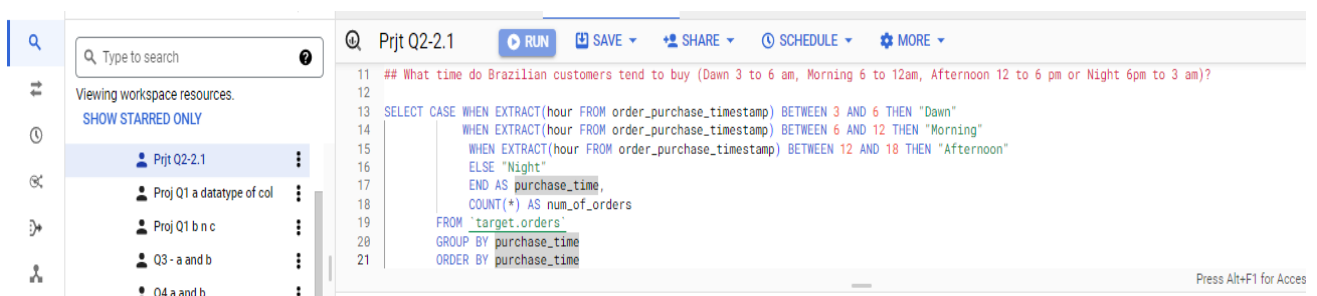 Prjt Q2-2.1 RUN SAVE SHARE SCHEDULE MORE
Type to search
Viewing workspace resources.
SHOW STARRED ONLY
Prjt Q2-2.1
Proj Q1 a datatype of col
Proj Q1 b n c
Q3 - a and b
Q4 a and b
11 ## What time do Brazilian customers tend to buy (Dawn 3 to 6 am, Morning 6 to 12am, Afternoon 12 to 6 pm or Night 6pm to 3 am)?
12
13 SELECT CASE WHEN EXTRACT(hour FROM order_purchase_timestamp) BETWEEN 3 AND 6 THEN "Dawn"
14 WHEN EXTRACT(hour FROM order_purchase_timestamp) BETWEEN 6 AND 12 THEN "Morning"
15 WHEN EXTRACT(hour FROM order_purchase_timestamp) BETWEEN 12 AND 18 THEN "Afternoon"
16 ELSE "Night"
17 END AS purchase_time,
18 COUNT(*) AS num_of_orders
19 FROM `target.orders`
20 GROUP BY purchase_time
21 ORDER BY purchase_time
Press Alt+F1 for Acces